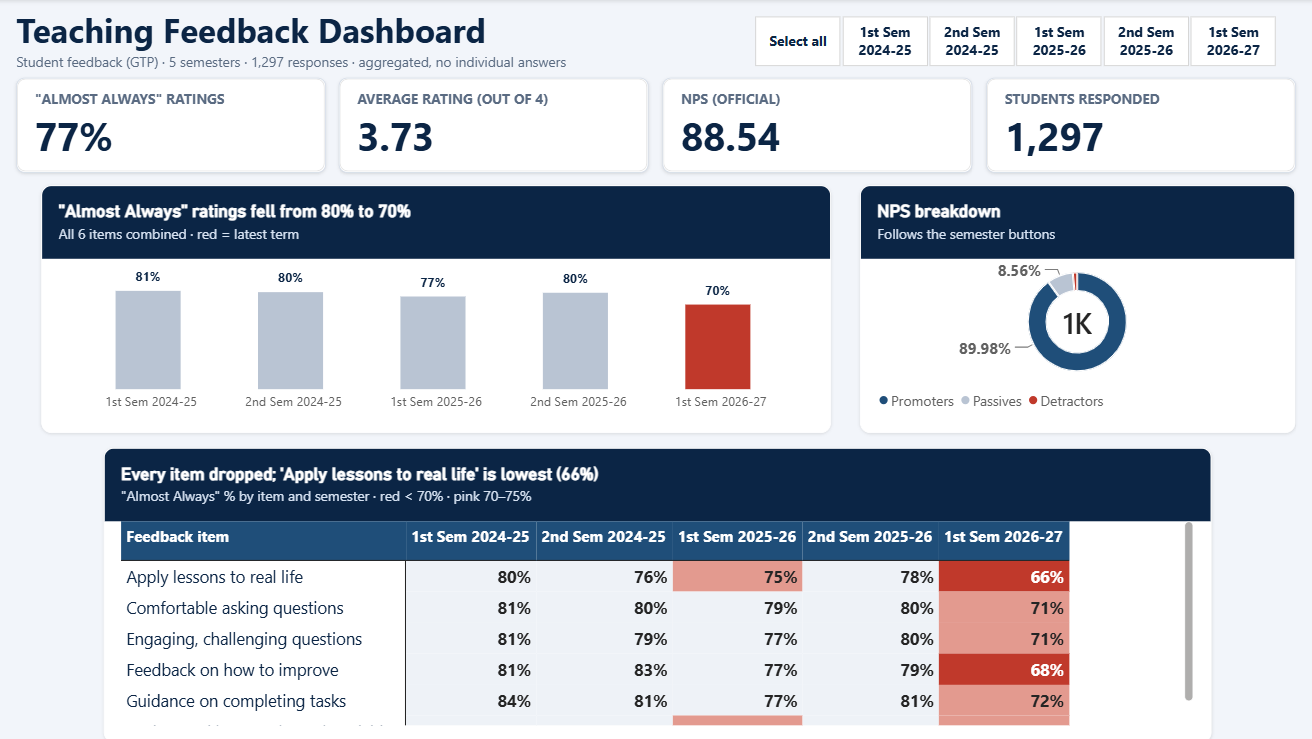 Teaching Feedback Dashboard
Student feedback (GTP) · 5 semesters · 1,297 responses · aggregated, no individual answers
Select all
1st Sem
2024-25
2nd Sem
2024-25
1st Sem
2025-26
2nd Sem
2025-26
1st Sem
2026-27
"ALMOST ALWAYS" RATINGS
77%
AVERAGE RATING (OUT OF 4)
3.73
NPS (OFFICIAL)
88.54
STUDENTS RESPONDED
1,297
"Almost Always" ratings fell from 80% to 70%
All 6 items combined · red = latest term
81%
80%
77%
80%
70%
1st Sem 2024-25
2nd Sem 2024-25
1st Sem 2025-26
2nd Sem 2025-26
1st Sem 2026-27
NPS breakdown
Follows the semester buttons
8.56%
1K
89.98%
Promoters Passives Detractors
Every item dropped; 'Apply lessons to real life' is lowest (66%)
"Almost Always" % by item and semester · red < 70% · pink 70–75%
Feedback item 1st Sem 2024-25 2nd Sem 2024-25 1st Sem 2025-26 2nd Sem 2025-26 1st Sem 2026-27
Apply lessons to real life 80% 76% 75% 78% 66%
Comfortable asking questions 81% 80% 79% 80% 71%
Engaging, challenging questions 81% 79% 77% 80% 71%
Feedback on how to improve 81% 83% 77% 79% 68%
Guidance on completing tasks 84% 81% 77% 81% 72%